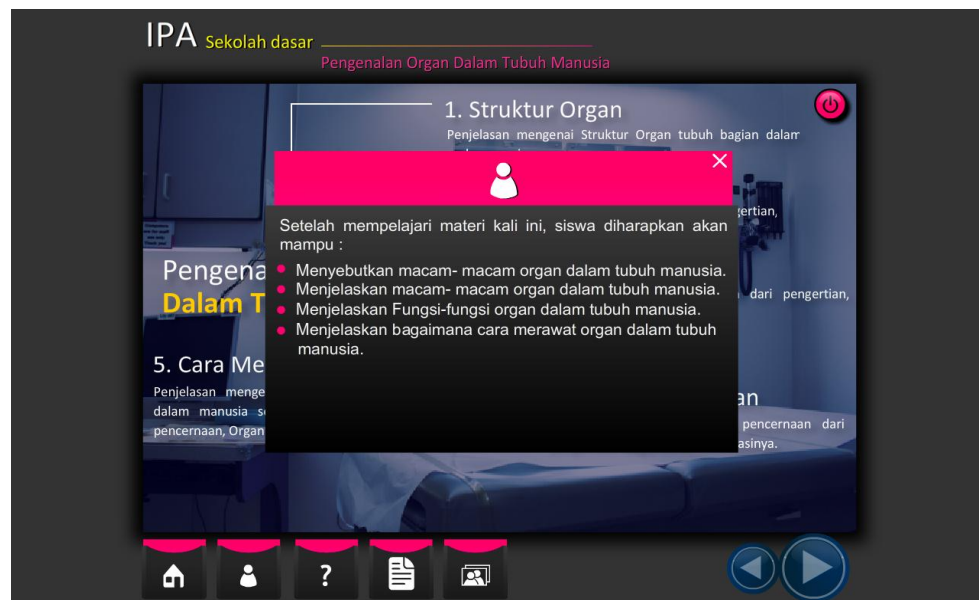 IPA Sekolah dasar
Pengenalan Organ Dalam Tubuh Manusia
1. Struktur Organ
Penjelasan mengenai Struktur Organ tubuh bagian dalam
Setelah mempelajari materi kali ini, siswa diharapkan akan
mampu :
Menyebutkan macam- macam organ dalam tubuh manusia.
Menjelaskan macam- macam organ dalam tubuh manusia.
Menjelaskan Fungsi-fungsi organ dalam tubuh manusia.
Menjelaskan bagaimana cara merawat organ dalam tubuh
manusia.
Pengena
Dalam T
dari pengertian,
5. Cara Me
Penjelasan menge
dalam manusia
pencernaan, Organ
an
pencernaan dari
asinya.
?